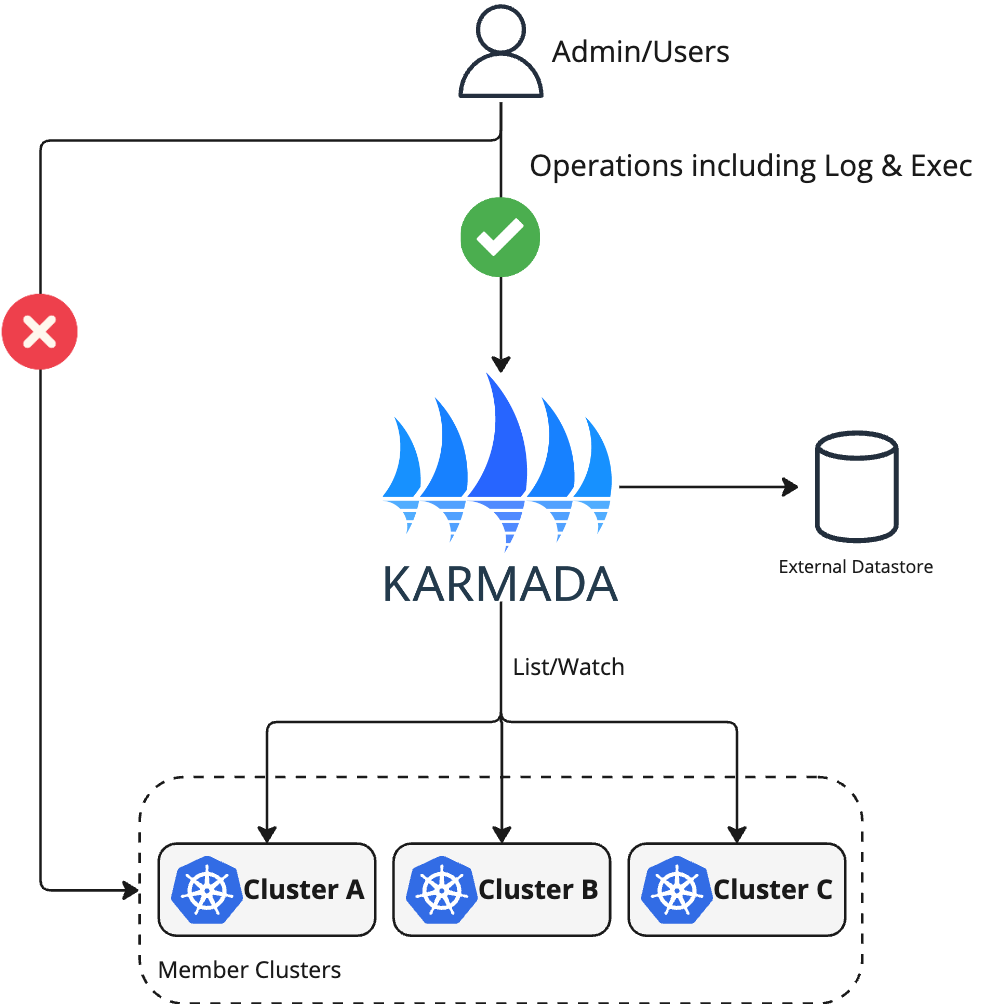 Admin/Users
Operations including Log & Exec
KARMADA
External Datastore
List/Watch
Cluster A
Cluster B
Cluster C
Member Clusters